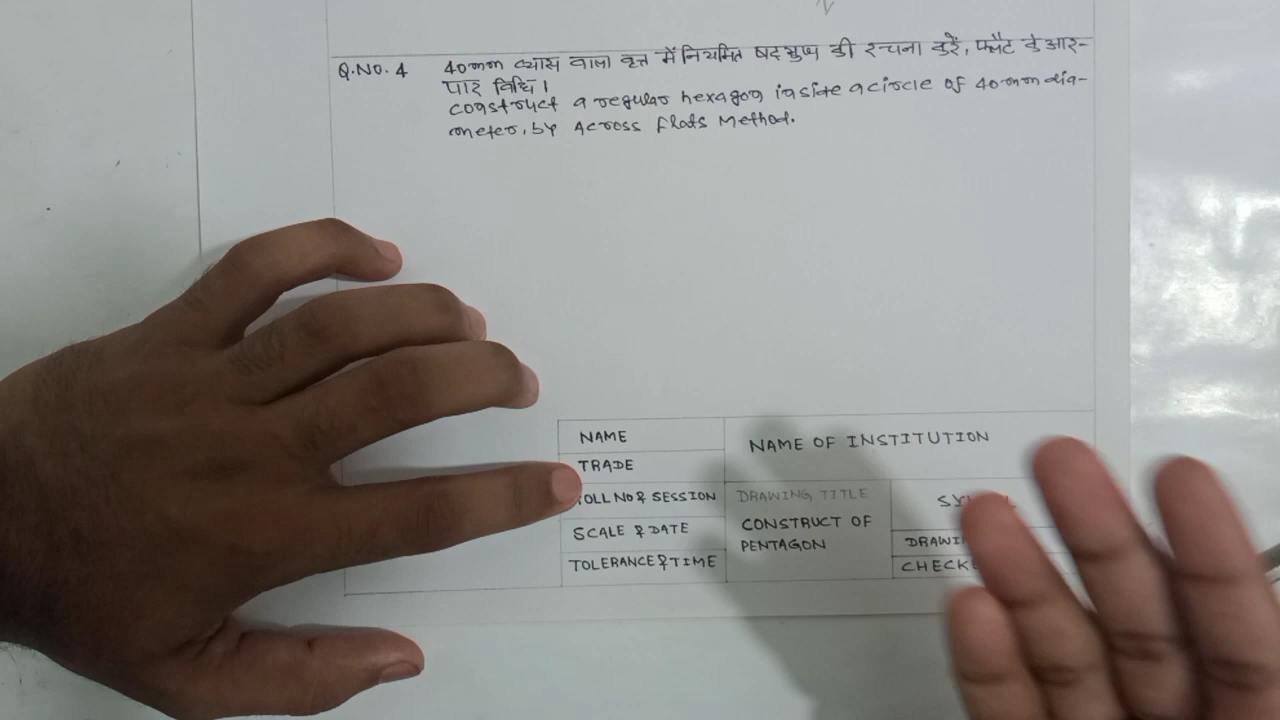 Q.NO. 4 40mm व्यास वाला वृत्त में नियमित षटभुज की रचना करें, फ्लैट के आर-
पार विधि।
construct a regular hexagon inside a circle of 40mm dia-
meter, by Across flats Method.
NAME
NAME OF INSTITUTION
TRADE
ROLL NO & SESSION
DRAWING TITLE
SCALE & DATE
CONSTRUCT OF
PENTAGON
TOLERANCE & TIME